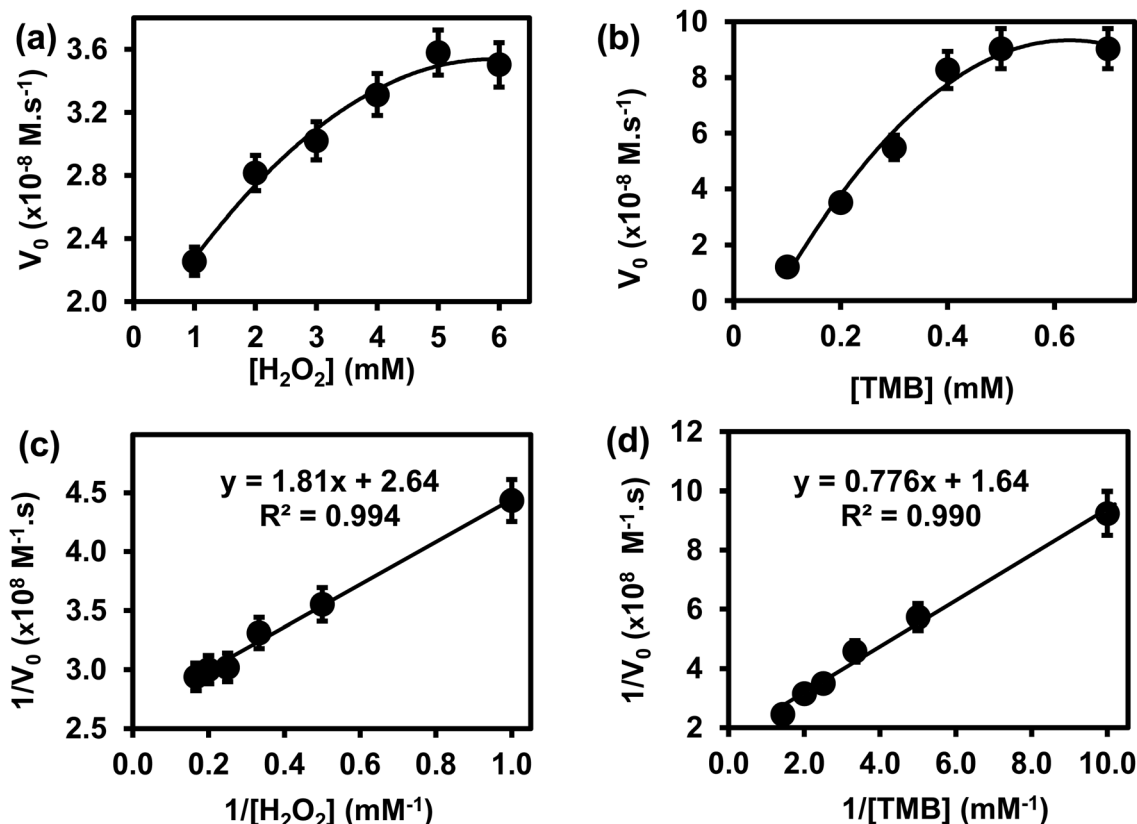 (a)
3.6
3.2
2.8
2.4
2.0
V₀ (x10⁻⁸ M.s⁻¹)
0 1 2 3 4 5 6
[H₂O₂] (mM)
(b)
10
8
6
4
2
0
V₀ (x10⁻⁸ M.s⁻¹)
0 0.2 0.4 0.6
[TMB] (mM)
(c)
y = 1.81x + 2.64
R² = 0.994
4.5
4.0
3.5
3.0
2.5
1/V₀ (x10⁸ M⁻¹.s)
0.0 0.2 0.4 0.6 0.8 1.0
1/[H₂O₂] (mM⁻¹)
(d)
y = 0.776x + 1.64
R² = 0.990
12
10
8
6
4
2
1/V₀ (x10⁸ M⁻¹.s)
0.0 2.0 4.0 6.0 8.0 10.0
1/[TMB] (mM⁻¹)